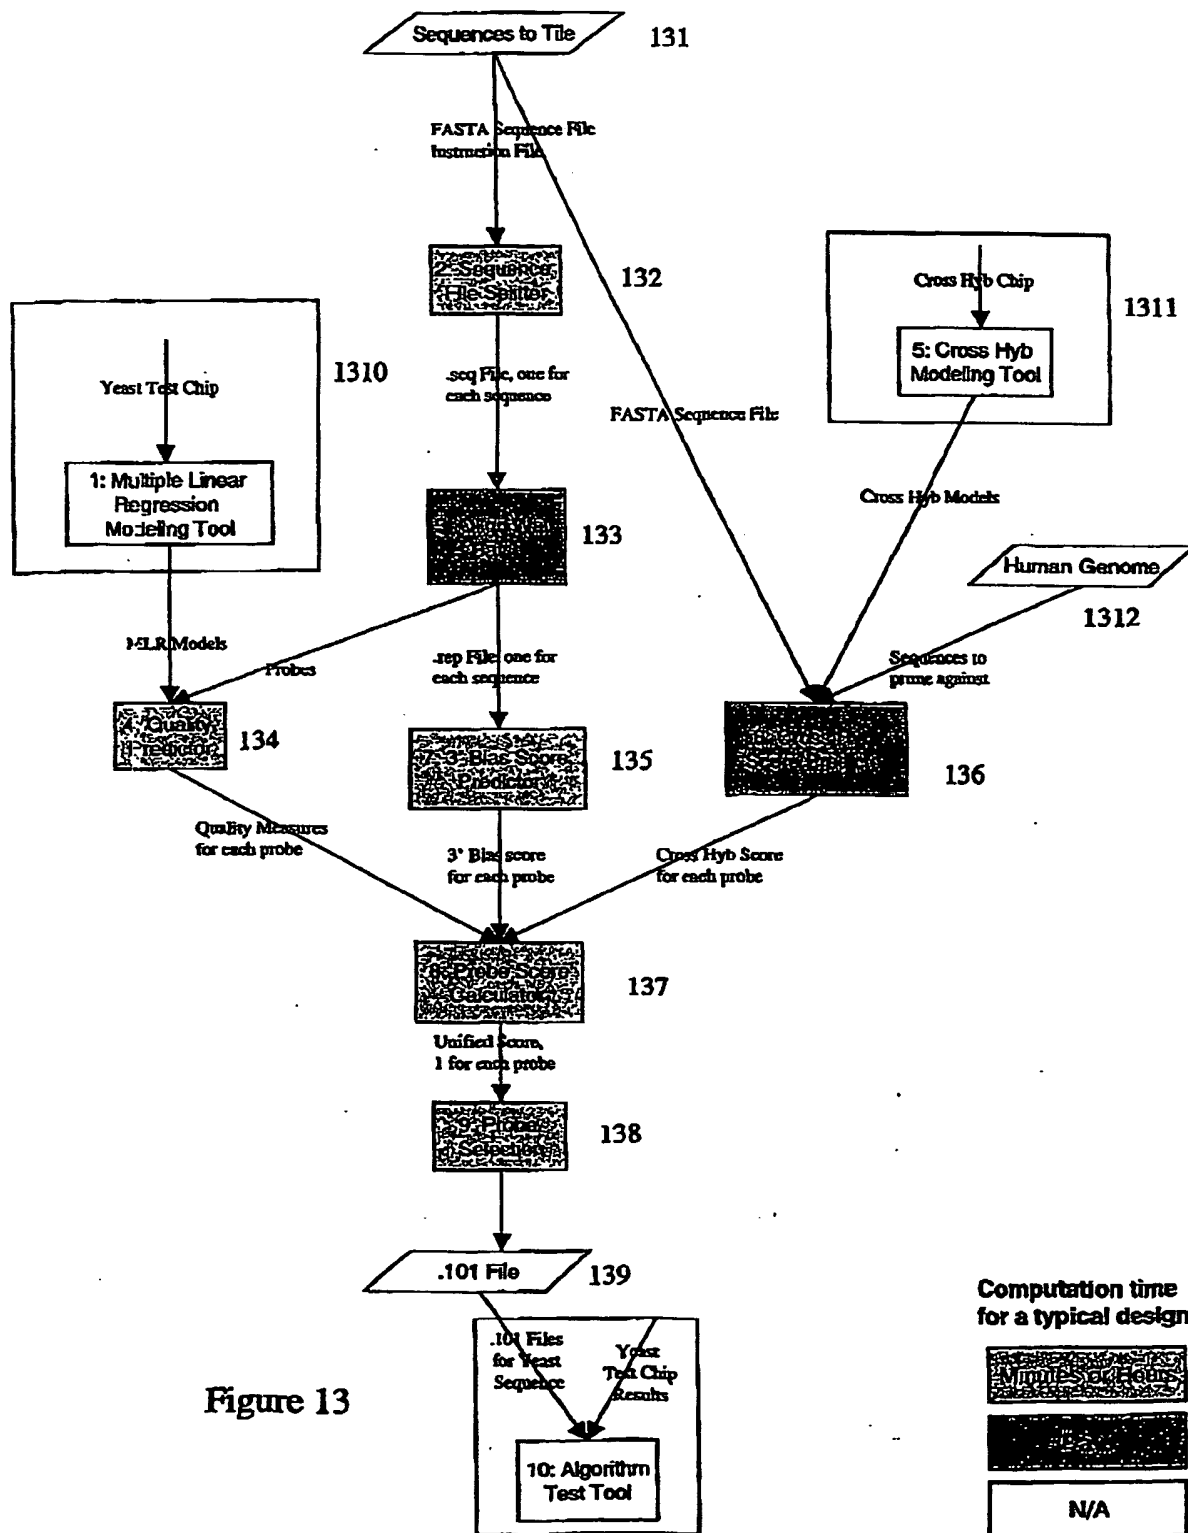 Sequences to Tile
131
FASTA Sequence File
Instruction File
2: Sequence
File Splitter
132
Cross Hyb Chip
5: Cross Hyb
Modeling Tool
1311
Yeast Test Chip
1310
1: Multiple Linear
Regression
Modeling Tool
.seq File, one for
each sequence
FASTA Sequence File
Cross Hyb Models
133
Human Genome
1312
MLR Models
Probes
.rep File, one for
each sequence
Sequences to
prune against
4: Quality
Predictor
134
7: 3' Bias Score
Predictor
135
136
Quality Measures
for each probe
3' Bias score
for each probe
Cross Hyb Score
for each probe
8: Probe Score
Calculator
137
Unified Score,
1 for each probe
9: Probe
Selection
138
.101 File
139
.101 Files
for Yeast
Sequence
Yeast
Test Chip
Results
10: Algorithm
Test Tool
Figure 13
Computation time
for a typical design
Minutes or Hours
N/A